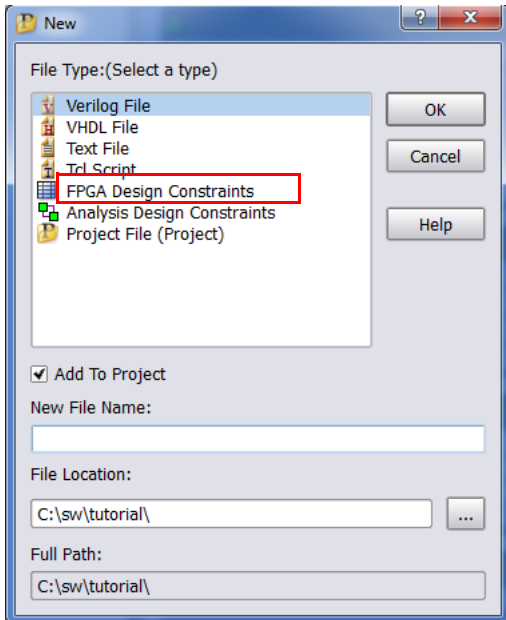 New
?
X
File Type:(Select a type)
Verilog File
VHDL File
Text File
Tcl Script
FPGA Design Constraints
Analysis Design Constraints
Project File (Project)
OK
Cancel
Help
Add To Project
New File Name:
File Location:
C:\sw\tutorial\
...
Full Path:
C:\sw\tutorial\